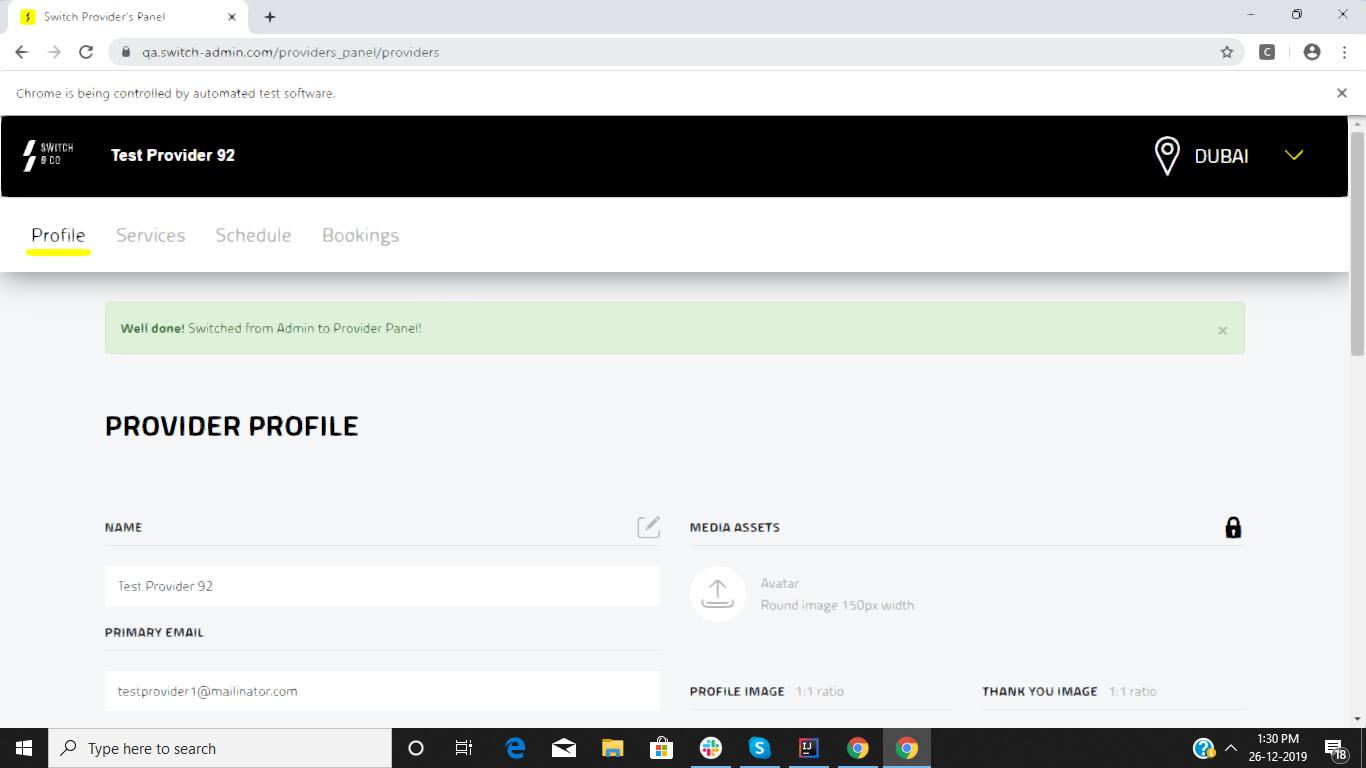 Switch Provider's Panel
qa.switch-admin.com/providers_panel/providers
C
Chrome is being controlled by automated test software.
SWITCH
& CO
Test Provider 92
DUBAI
Profile Services Schedule Bookings
Well done! Switched from Admin to Provider Panel!
PROVIDER PROFILE
NAME
Test Provider 92
PRIMARY EMAIL
testprovider1@mailinator.com
MEDIA ASSETS
Avatar
Round image 150px width
PROFILE IMAGE 1:1 ratio
THANK YOU IMAGE 1:1 ratio
Type here to search
1:30 PM
26-12-2019
18